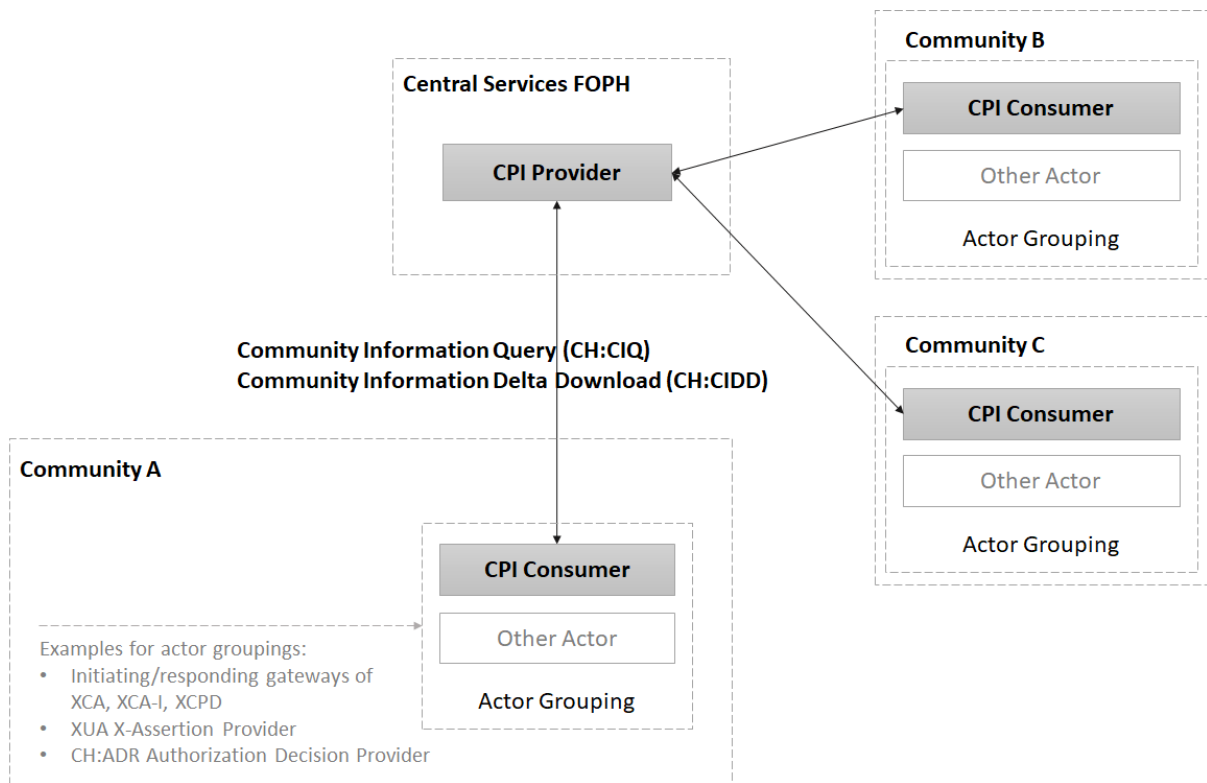 Community B
CPI Consumer
Other Actor
Actor Grouping
Central Services FOPH
CPI Provider
Community C
CPI Consumer
Other Actor
Actor Grouping
Community Information Query (CH:CIQ)
Community Information Delta Download (CH:CIDD)
Community A
CPI Consumer
Other Actor
Actor Grouping
Examples for actor groupings:
• Initiating/responding gateways of
XCA, XCA-I, XCPD
• XUA X-Assertion Provider
• CH:ADR Authorization Decision Provider